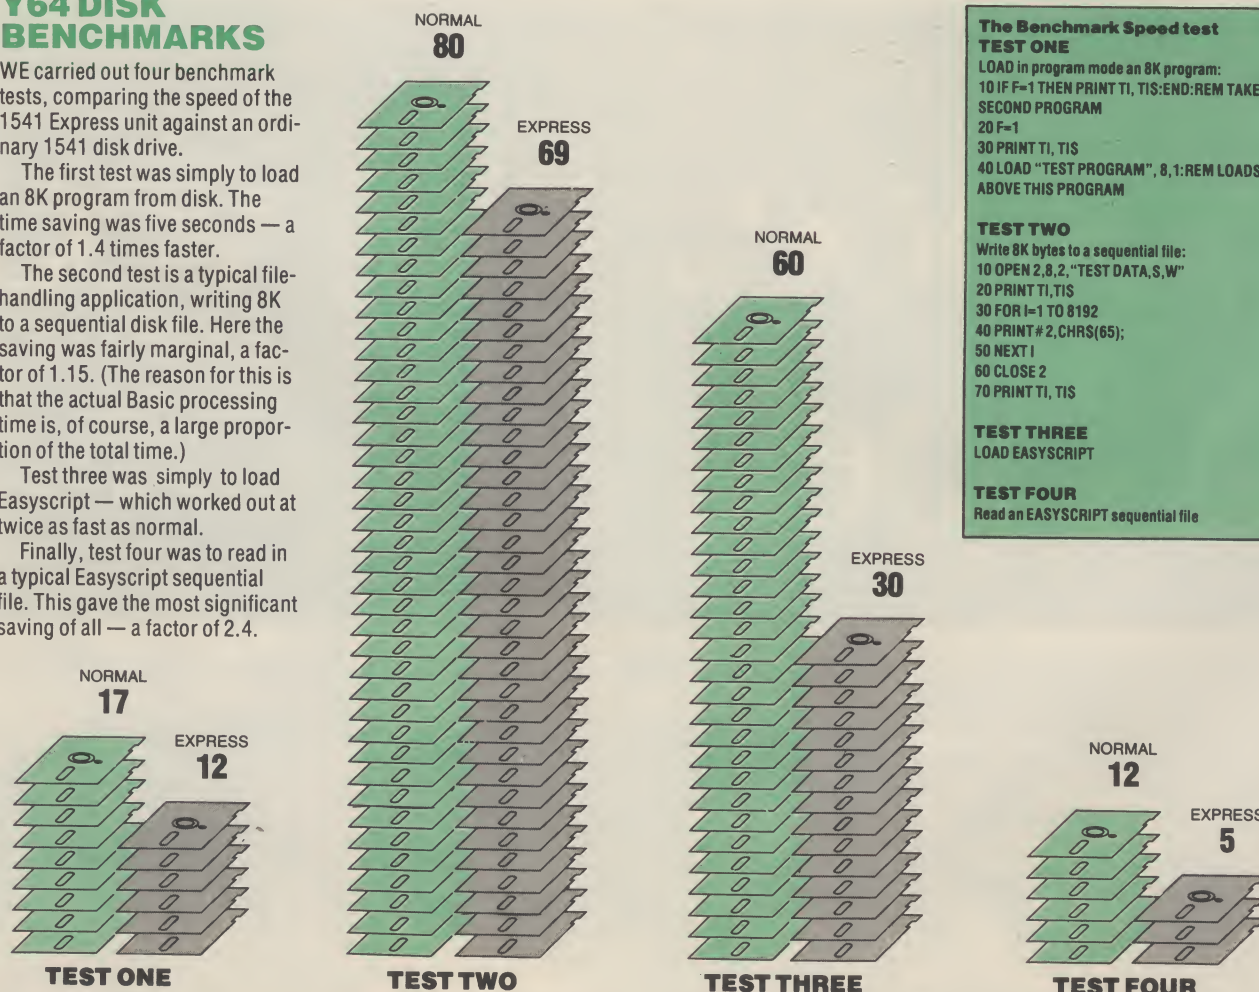 Y64 DISK
BENCHMARKS
WE carried out four benchmark
tests, comparing the speed of the
1541 Express unit against an ordi-
nary 1541 disk drive.
The first test was simply to load
an 8K program from disk. The
time saving was five seconds — a
factor of 1.4 times faster.
The second test is a typical file-
handling application, writing 8K
to a sequential disk file. Here the
saving was fairly marginal, a fac-
tor of 1.15. (The reason for this is
that the actual Basic processing
time is, of course, a large propor-
tion of the total time.)
Test three was simply to load
Easyscript — which worked out at
twice as fast as normal.
Finally, test four was to read in
a typical Easyscript sequential
file. This gave the most significant
saving of all — a factor of 2.4.
NORMAL
17
EXPRESS
12
TEST ONE
NORMAL
80
EXPRESS
69
TEST TWO
NORMAL
60
EXPRESS
30
TEST THREE
NORMAL
12
EXPRESS
5
TEST FOUR
The Benchmark Speed test
TEST ONE
LOAD in program mode an 8K program:
10 IF F=1 THEN PRINT TI, TI$:END:REM TAKE
SECOND PROGRAM
20 F=1
30 PRINT TI, TI$
40 LOAD "TEST PROGRAM", 8,1:REM LOADS
ABOVE THIS PROGRAM
TEST TWO
Write 8K bytes to a sequential file:
10 OPEN 2,8,2,"TEST DATA,S,W"
20 PRINT TI,TI$
30 FOR I=1 TO 8192
40 PRINT#2,CHR$(65);
50 NEXT I
60 CLOSE 2
70 PRINT TI, TI$
TEST THREE
LOAD EASYSCRIPT
TEST FOUR
Read an EASYSCRIPT sequential file